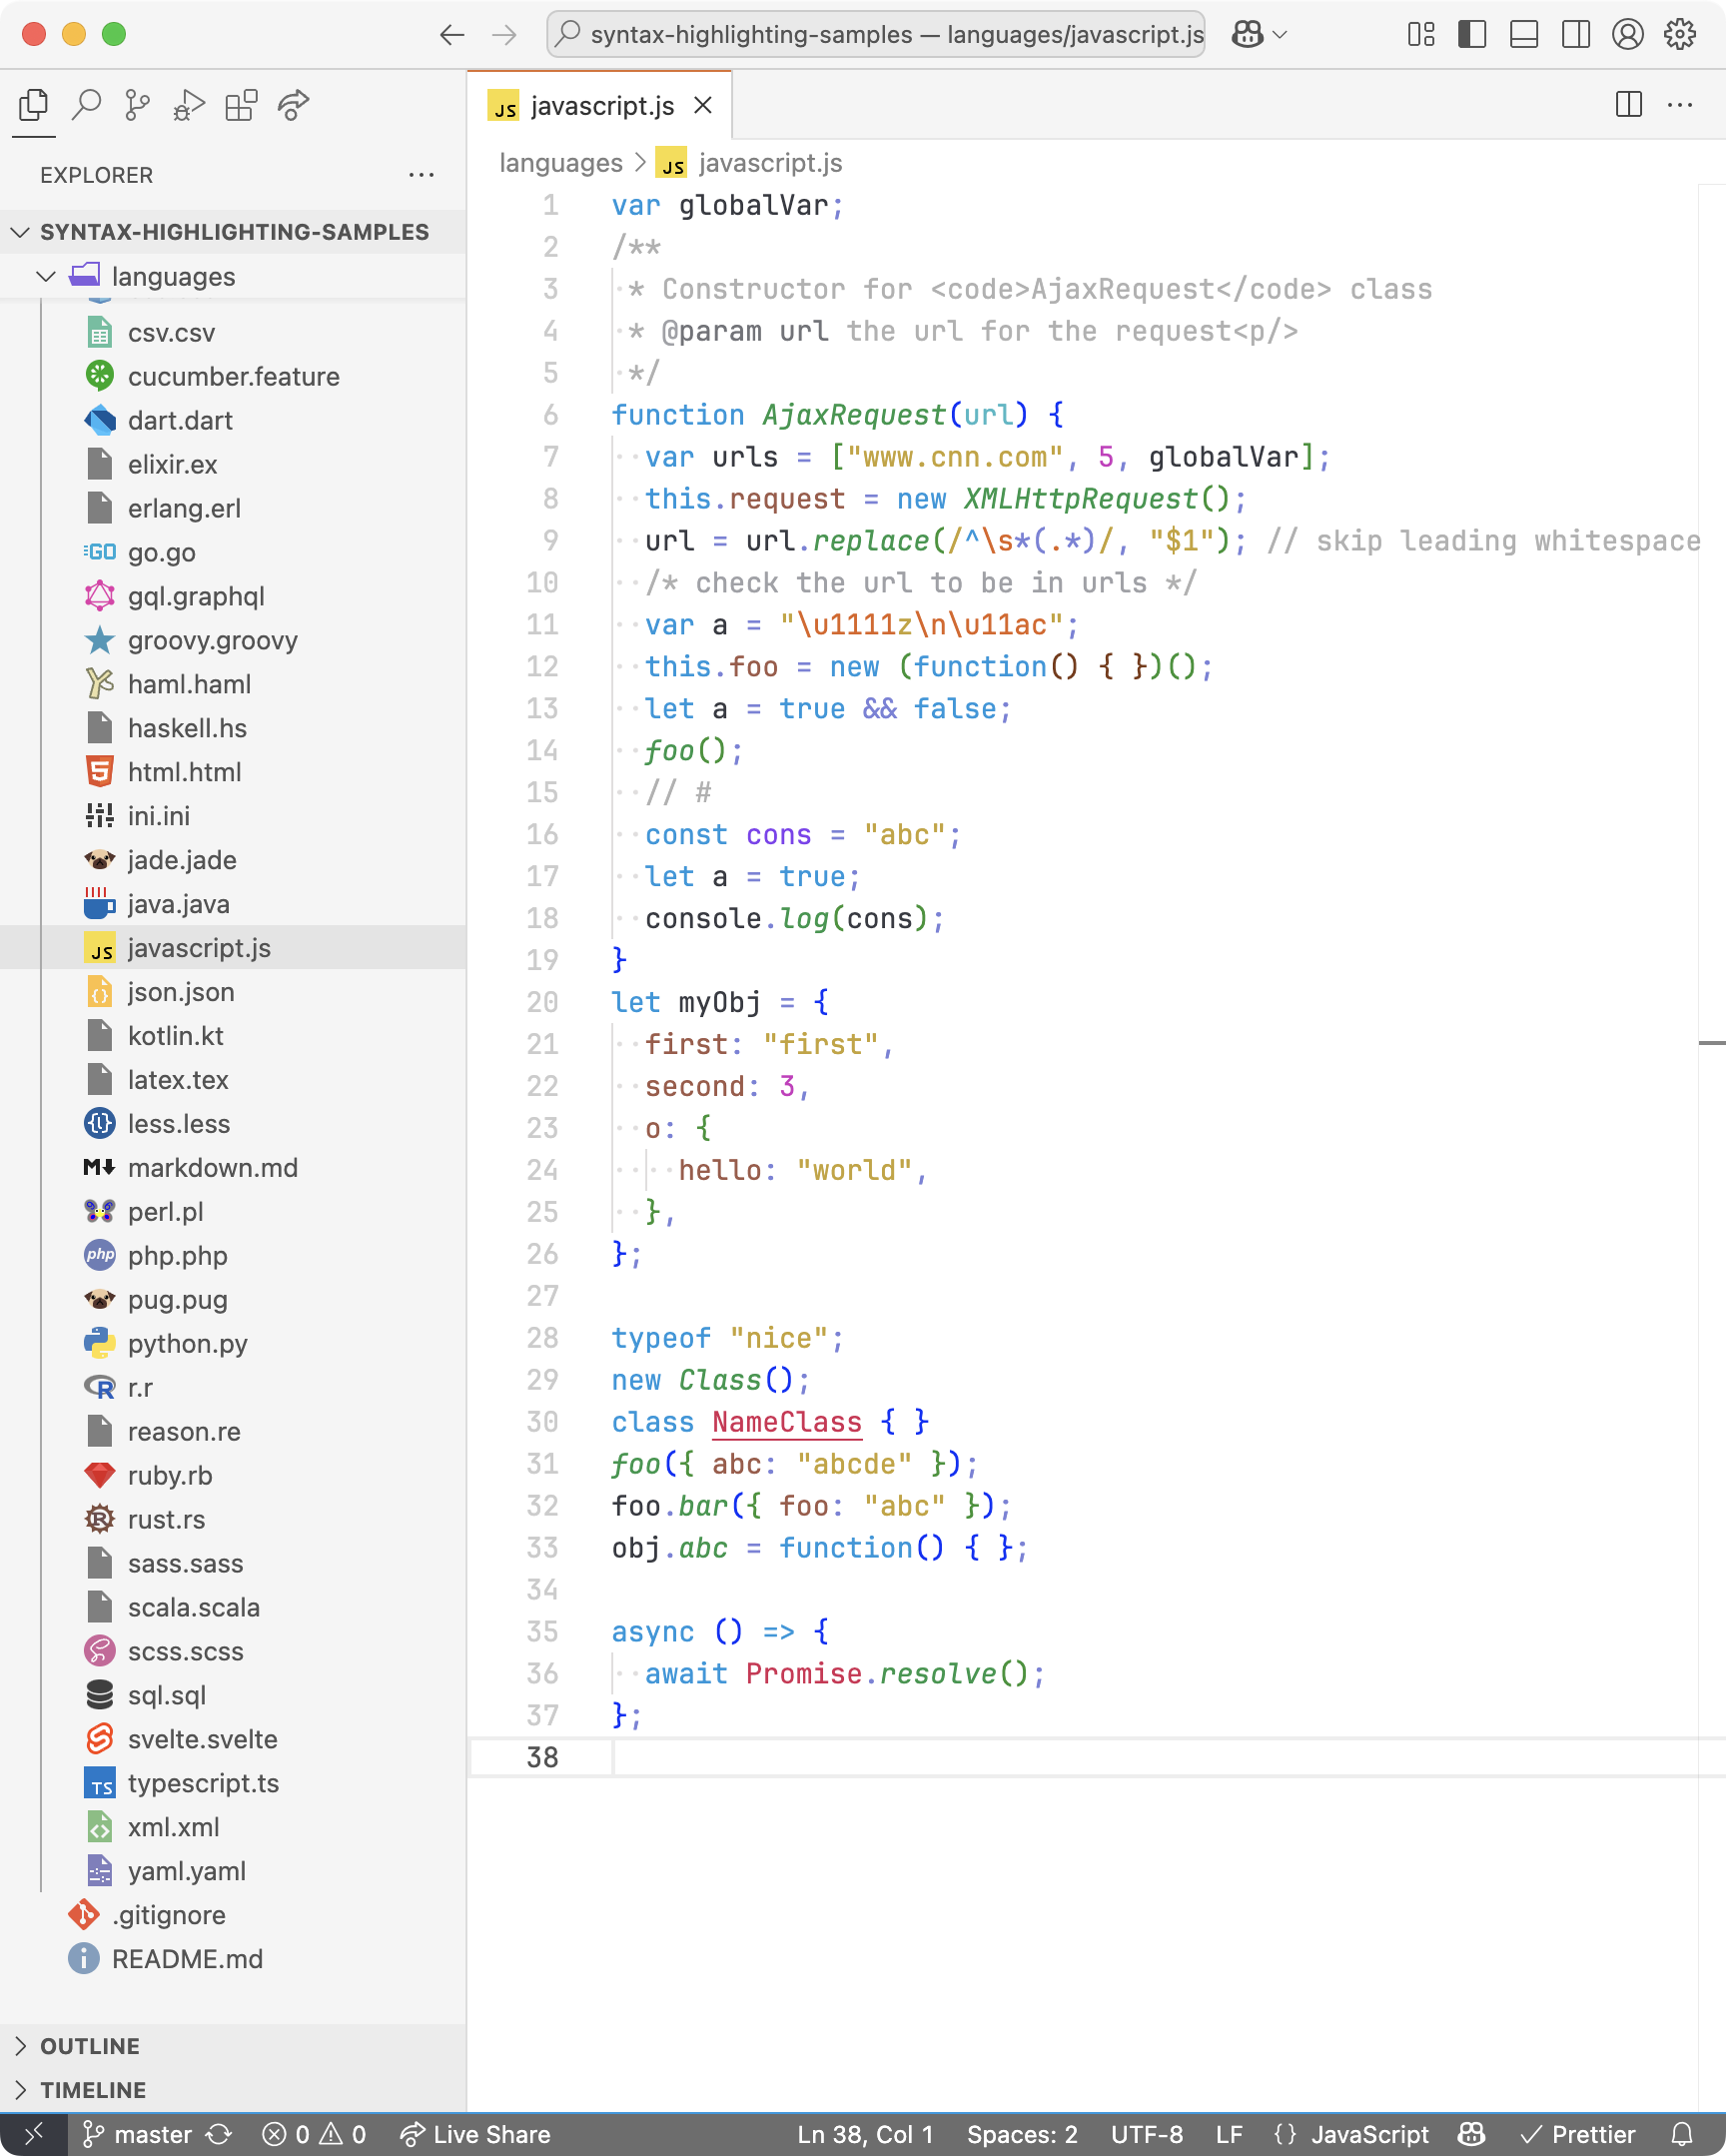 syntax-highlighting-samples — languages/javascript.js
EXPLORER
SYNTAX-HIGHLIGHTING-SAMPLES
languages
csv.csv
cucumber.feature
dart.dart
elixir.ex
erlang.erl
GO go.go
gql.graphql
groovy.groovy
haml.haml
haskell.hs
5 html.html
ini.ini
jade.jade
java.java
JS javascript.js
{} json.json
kotlin.kt
latex.tex
{l} less.less
M markdown.md
perl.pl
php php.php
pug.pug
python.py
R r.r
reason.re
ruby.rb
R rust.rs
sass.sass
scala.scala
scss.scss
sql.sql
svelte.svelte
TS typescript.ts
<> xml.xml
yaml.yaml
.gitignore
i README.md
OUTLINE
TIMELINE
JS javascript.js
languages > JS javascript.js
1 var globalVar;
2 /**
3  * Constructor for <code>AjaxRequest</code> class
4  * @param url the url for the request<p/>
5  */
6 function AjaxRequest(url) {
7   var urls = ["www.cnn.com", 5, globalVar];
8   this.request = new XMLHttpRequest();
9   url = url.replace(/^\s*(.*)/, "$1"); // skip leading whitespace
10   /* check the url to be in urls */
11   var a = "\u1111z\n\u11ac";
12   this.foo = new (function() { })();
13   let a = true && false;
14   foo();
15   // #
16   const cons = "abc";
17   let a = true;
18   console.log(cons);
19 }
20 let myObj = {
21   first: "first",
22   second: 3,
23   o: {
24     hello: "world",
25   },
26 };
27
28 typeof "nice";
29 new Class();
30 class NameClass { }
31 foo({ abc: "abcde" });
32 foo.bar({ foo: "abc" });
33 obj.abc = function() { };
34
35 async () => {
36   await Promise.resolve();
37 };
38
master 0 0 Live Share Ln 38, Col 1 Spaces: 2 UTF-8 LF {} JavaScript Prettier